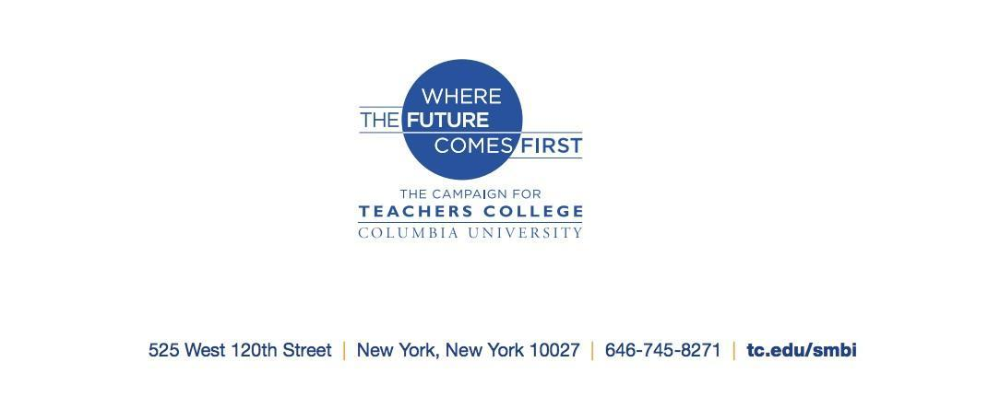 WHERE
THE FUTURE
COMES FIRST
THE CAMPAIGN FOR
TEACHERS COLLEGE
COLUMBIA UNIVERSITY
525 West 120th Street | New York, New York 10027 | 646-745-8271 | tc.edu/smbi